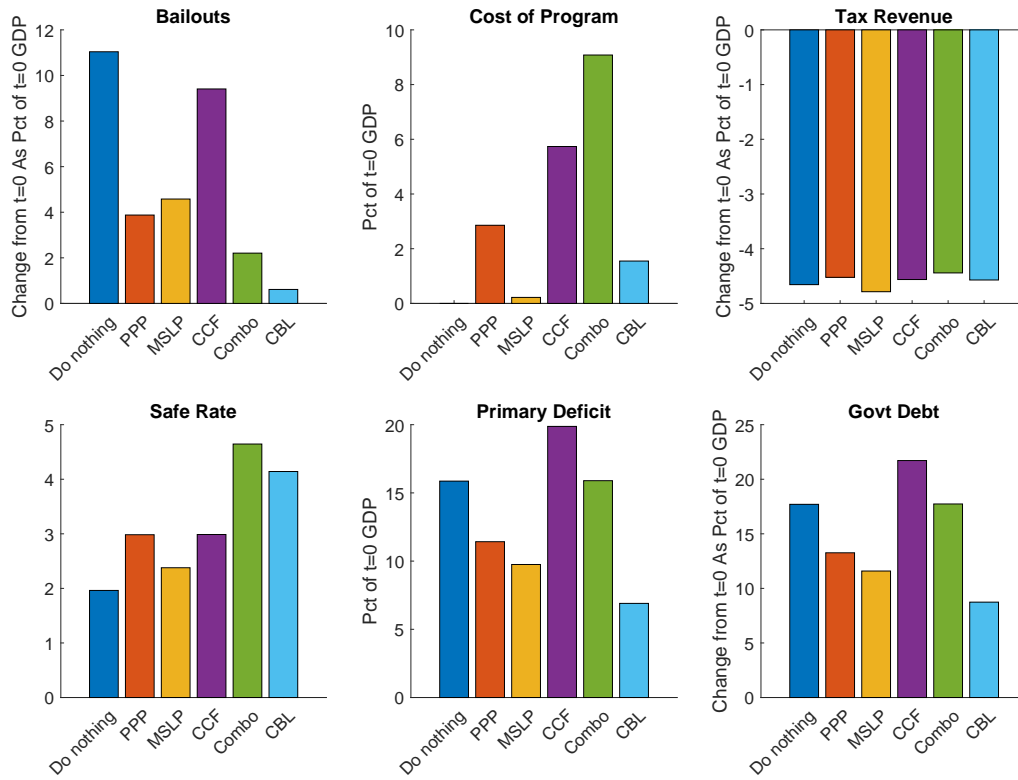 Bailouts
Change from t=0 As Pct of t=0 GDP
12
10
8
6
4
2
0
Do nothing
PPP
MSLP
CCF
Combo
CBL
Cost of Program
Pct of t=0 GDP
10
8
6
4
2
0
Do nothing
PPP
MSLP
CCF
Combo
CBL
Tax Revenue
Change from t=0 As Pct of t=0 GDP
0
-1
-2
-3
-4
-5
Do nothing
PPP
MSLP
CCF
Combo
CBL
Safe Rate
5
4
3
2
1
0
Do nothing
PPP
MSLP
CCF
Combo
CBL
Primary Deficit
Pct of t=0 GDP
20
15
10
5
0
Do nothing
PPP
MSLP
CCF
Combo
CBL
Govt Debt
Change from t=0 As Pct of t=0 GDP
25
20
15
10
5
0
Do nothing
PPP
MSLP
CCF
Combo
CBL